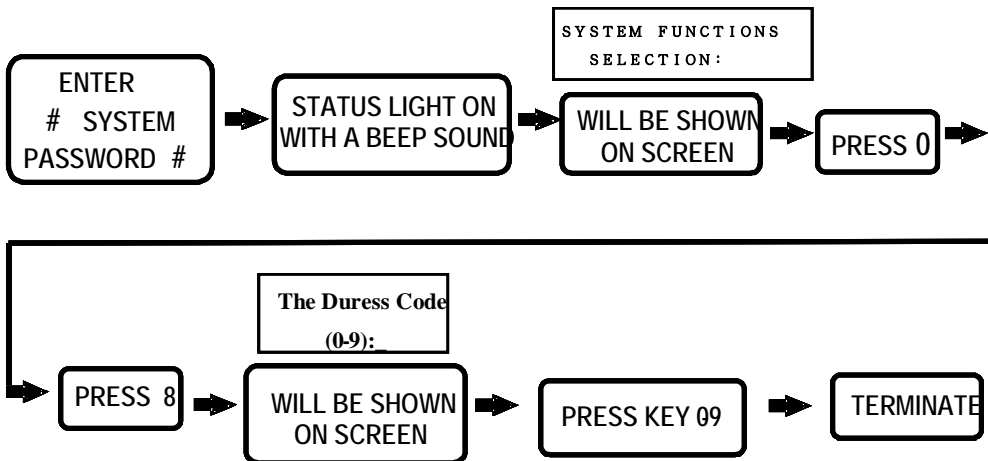 SYSTEM FUNCTIONS
SELECTION:
ENTER
# SYSTEM
PASSWORD #
STATUS LIGHT ON
WITH A BEEP SOUND
WILL BE SHOWN
ON SCREEN
PRESS 0
The Duress Code
(0-9):_
PRESS 8
WILL BE SHOWN
ON SCREEN
PRESS KEY 09
TERMINATE